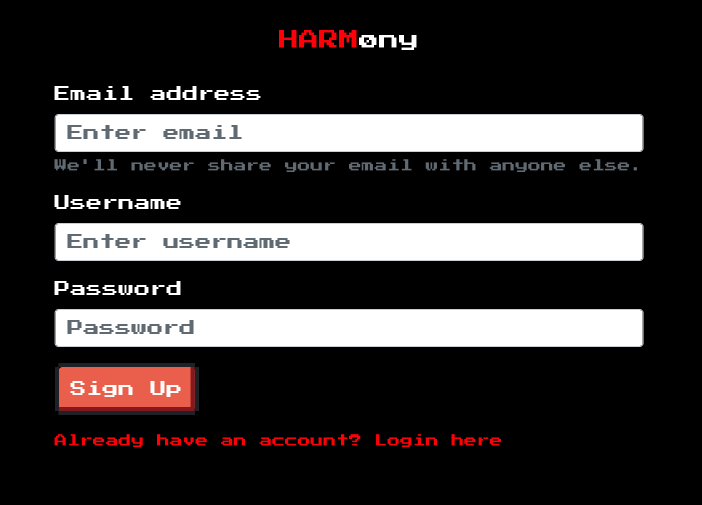 HARMony
Email address
Enter email
We'll never share your email with anyone else.
Username
Enter username
Password
Password
Sign Up
Already have an account? Login here